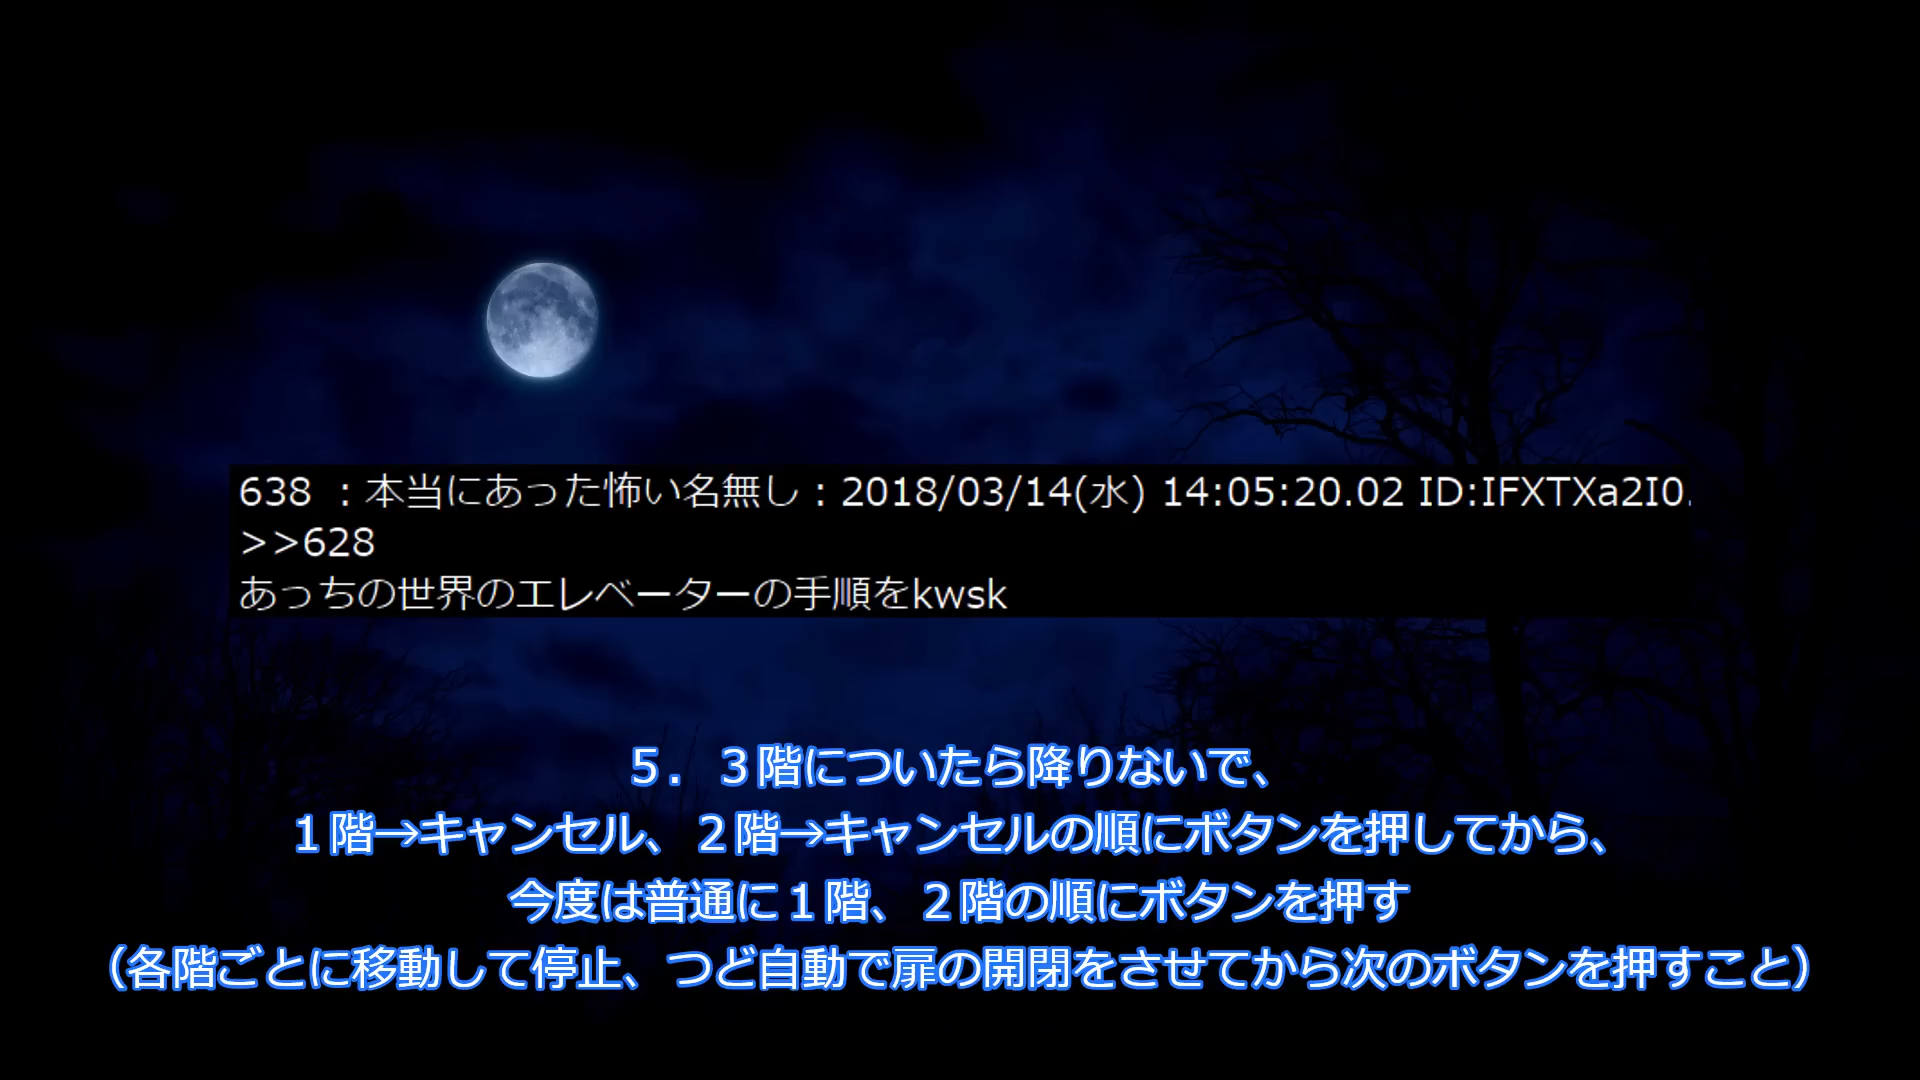 638 ：本当にあった怖い名無し：2018/03/14(水) 14:05:20.02 ID:IFXTXa2I0.
>>628
あっちの世界のエレベーターの手順をkwsk
５．３階についたら降りないで、
１階→キャンセル、２階→キャンセルの順にボタンを押してから、
今度は普通に１階、２階の順にボタンを押す
（各階ごとに移動して停止、つど自動で扉の開閉をさせてから次のボタンを押すこと）